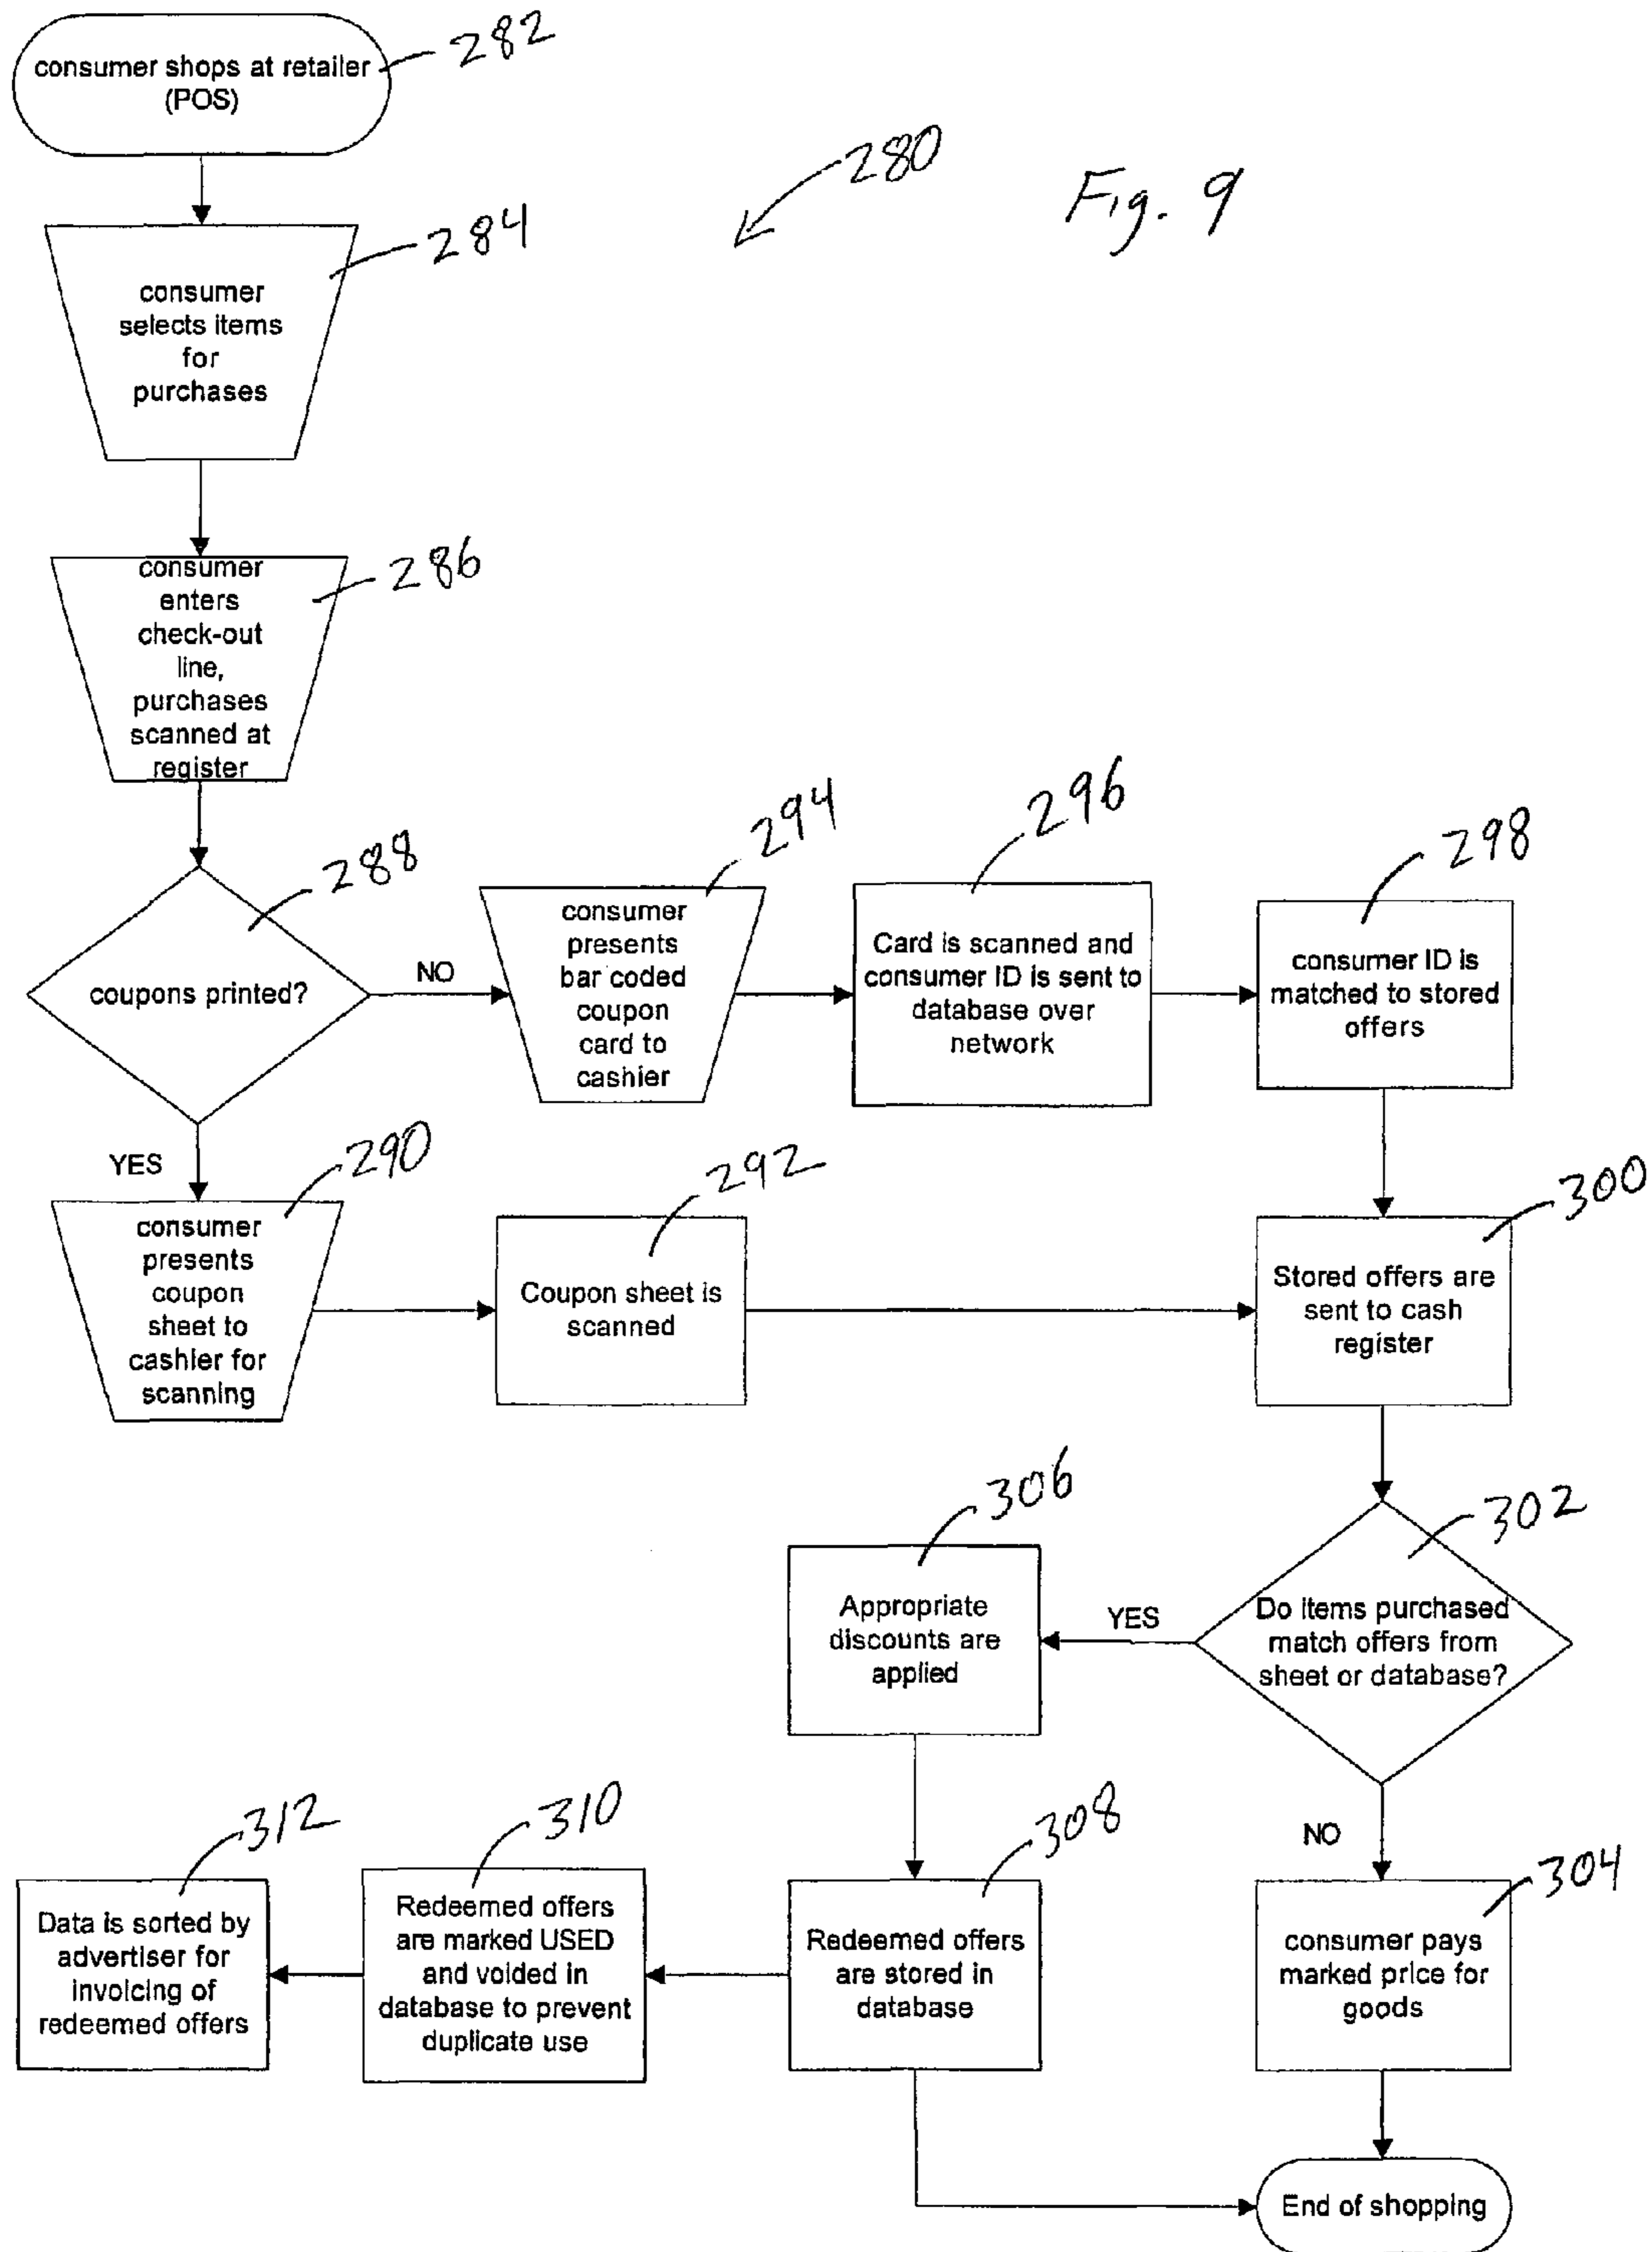 consumer shops at retailer
(POS)
282
280
Fig. 9
consumer
selects items
for
purchases
284
consumer
enters
check-out
line,
purchases
scanned at
register
286
coupons printed?
288
NO
consumer
presents
bar coded
coupon
card to
cashier
294
Card is scanned and
consumer ID is sent to
database over
network
296
consumer ID is
matched to stored
offers
298
YES
consumer
presents
coupon
sheet to
cashier for
scanning
290
Coupon sheet is
scanned
292
Stored offers are
sent to cash
register
300
Do items purchased
match offers from
sheet or database?
302
YES
Appropriate
discounts are
applied
306
NO
consumer pays
marked price for
goods
304
Redeemed offers
are stored in
database
308
Redeemed offers
are marked USED
and voided in
database to prevent
duplicate use
310
Data is sorted by
advertiser for
invoicing of
redeemed offers
312
End of shopping